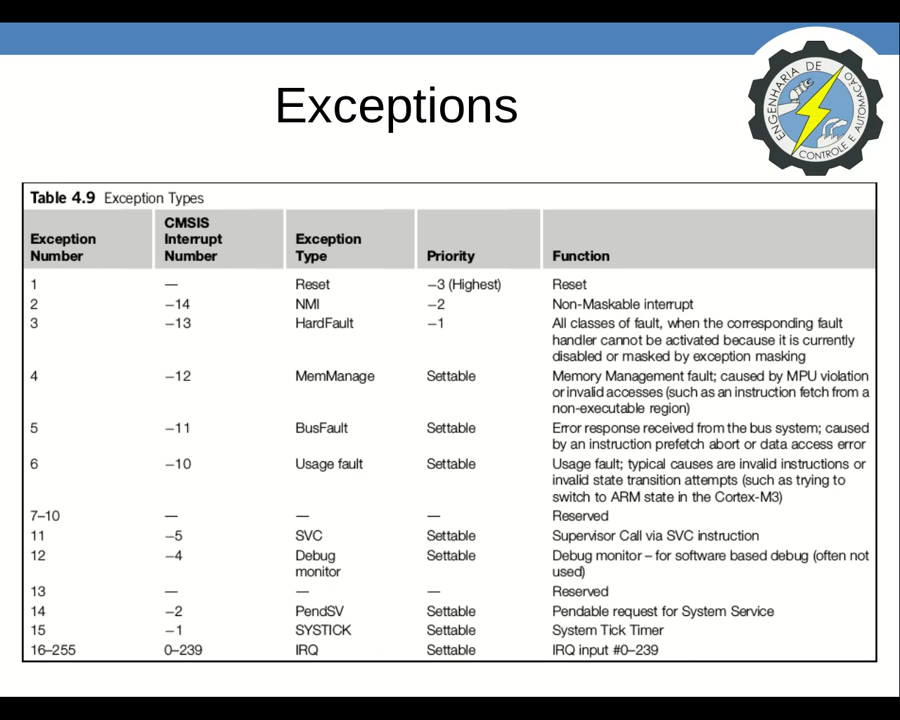 Exceptions
ENGENHARIA DE
CONTROLE E AUTOMAÇÃO
Table 4.9 Exception Types
Exception Number CMSIS Interrupt Number Exception Type Priority Function
1 — Reset −3 (Highest) Reset
2 −14 NMI −2 Non-Maskable interrupt
3 −13 HardFault −1 All classes of fault, when the corresponding fault
handler cannot be activated because it is currently
disabled or masked by exception masking
4 −12 MemManage Settable Memory Management fault; caused by MPU violation
or invalid accesses (such as an instruction fetch from a
non-executable region)
5 −11 BusFault Settable Error response received from the bus system; caused
by an instruction prefetch abort or data access error
6 −10 Usage fault Settable Usage fault; typical causes are invalid instructions or
invalid state transition attempts (such as trying to
switch to ARM state in the Cortex-M3)
7–10 — — — Reserved
11 −5 SVC Settable Supervisor Call via SVC instruction
12 −4 Debug monitor Settable Debug monitor – for software based debug (often not
used)
13 — — — Reserved
14 −2 PendSV Settable Pendable request for System Service
15 −1 SYSTICK Settable System Tick Timer
16–255 0–239 IRQ Settable IRQ input #0–239